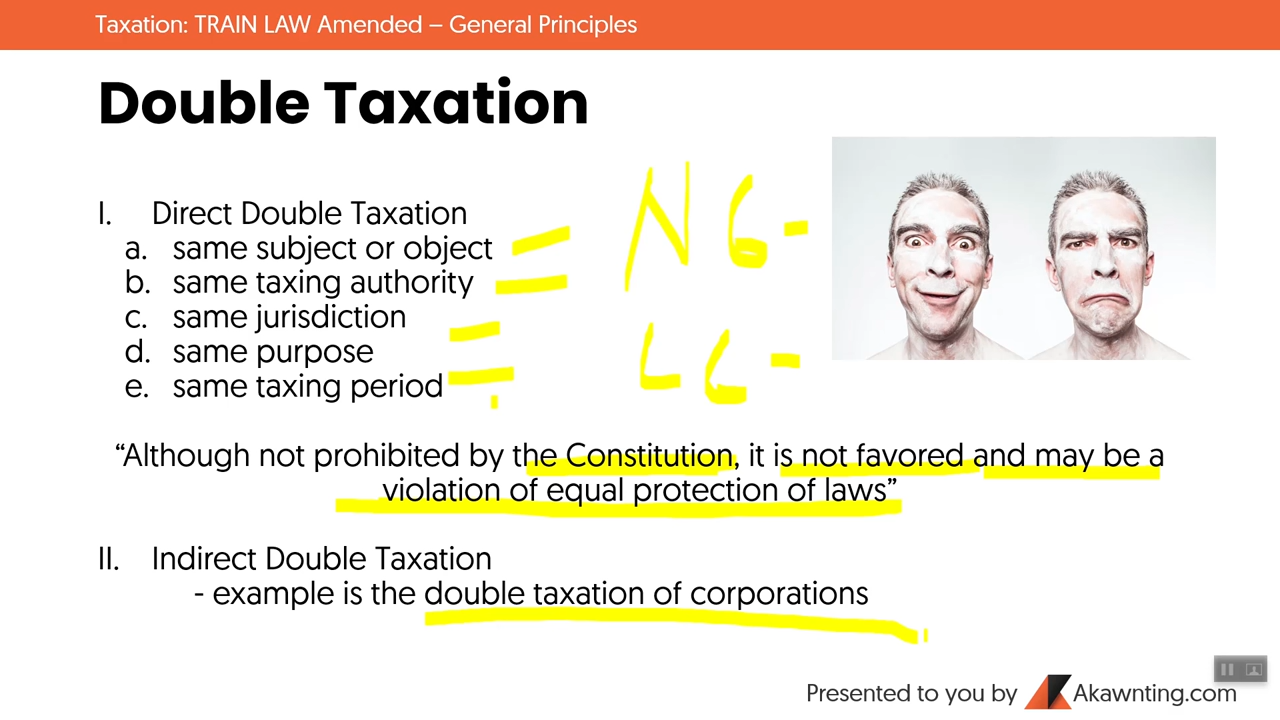 Taxation: TRAIN LAW Amended – General Principles
Double Taxation
I. Direct Double Taxation
a. same subject or object
b. same taxing authority
c. same jurisdiction
d. same purpose
e. same taxing period
NG-
LG-
“Although not prohibited by the Constitution, it is not favored and may be a
violation of equal protection of laws”
II. Indirect Double Taxation
- example is the double taxation of corporations
Presented to you by Akawnting.com